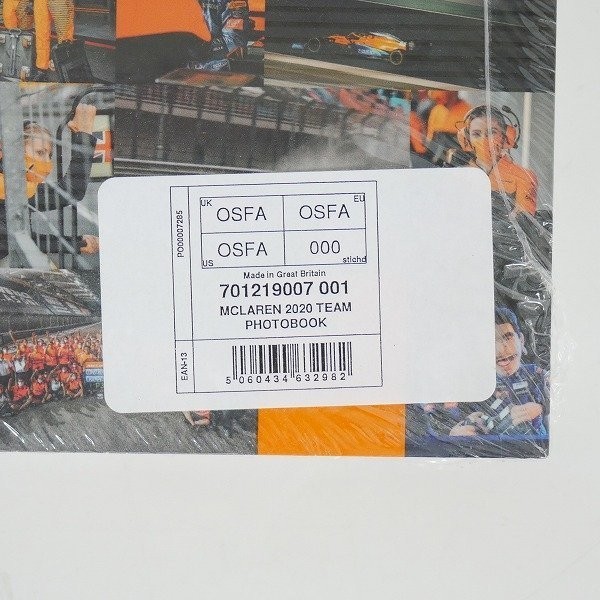 PO00007285
UK OSFA OSFA EU
US OSFA 000 stichd
Made in Great Britain
701219007 001
MCLAREN 2020 TEAM
PHOTOBOOK
EAN-13
5 060434 632982